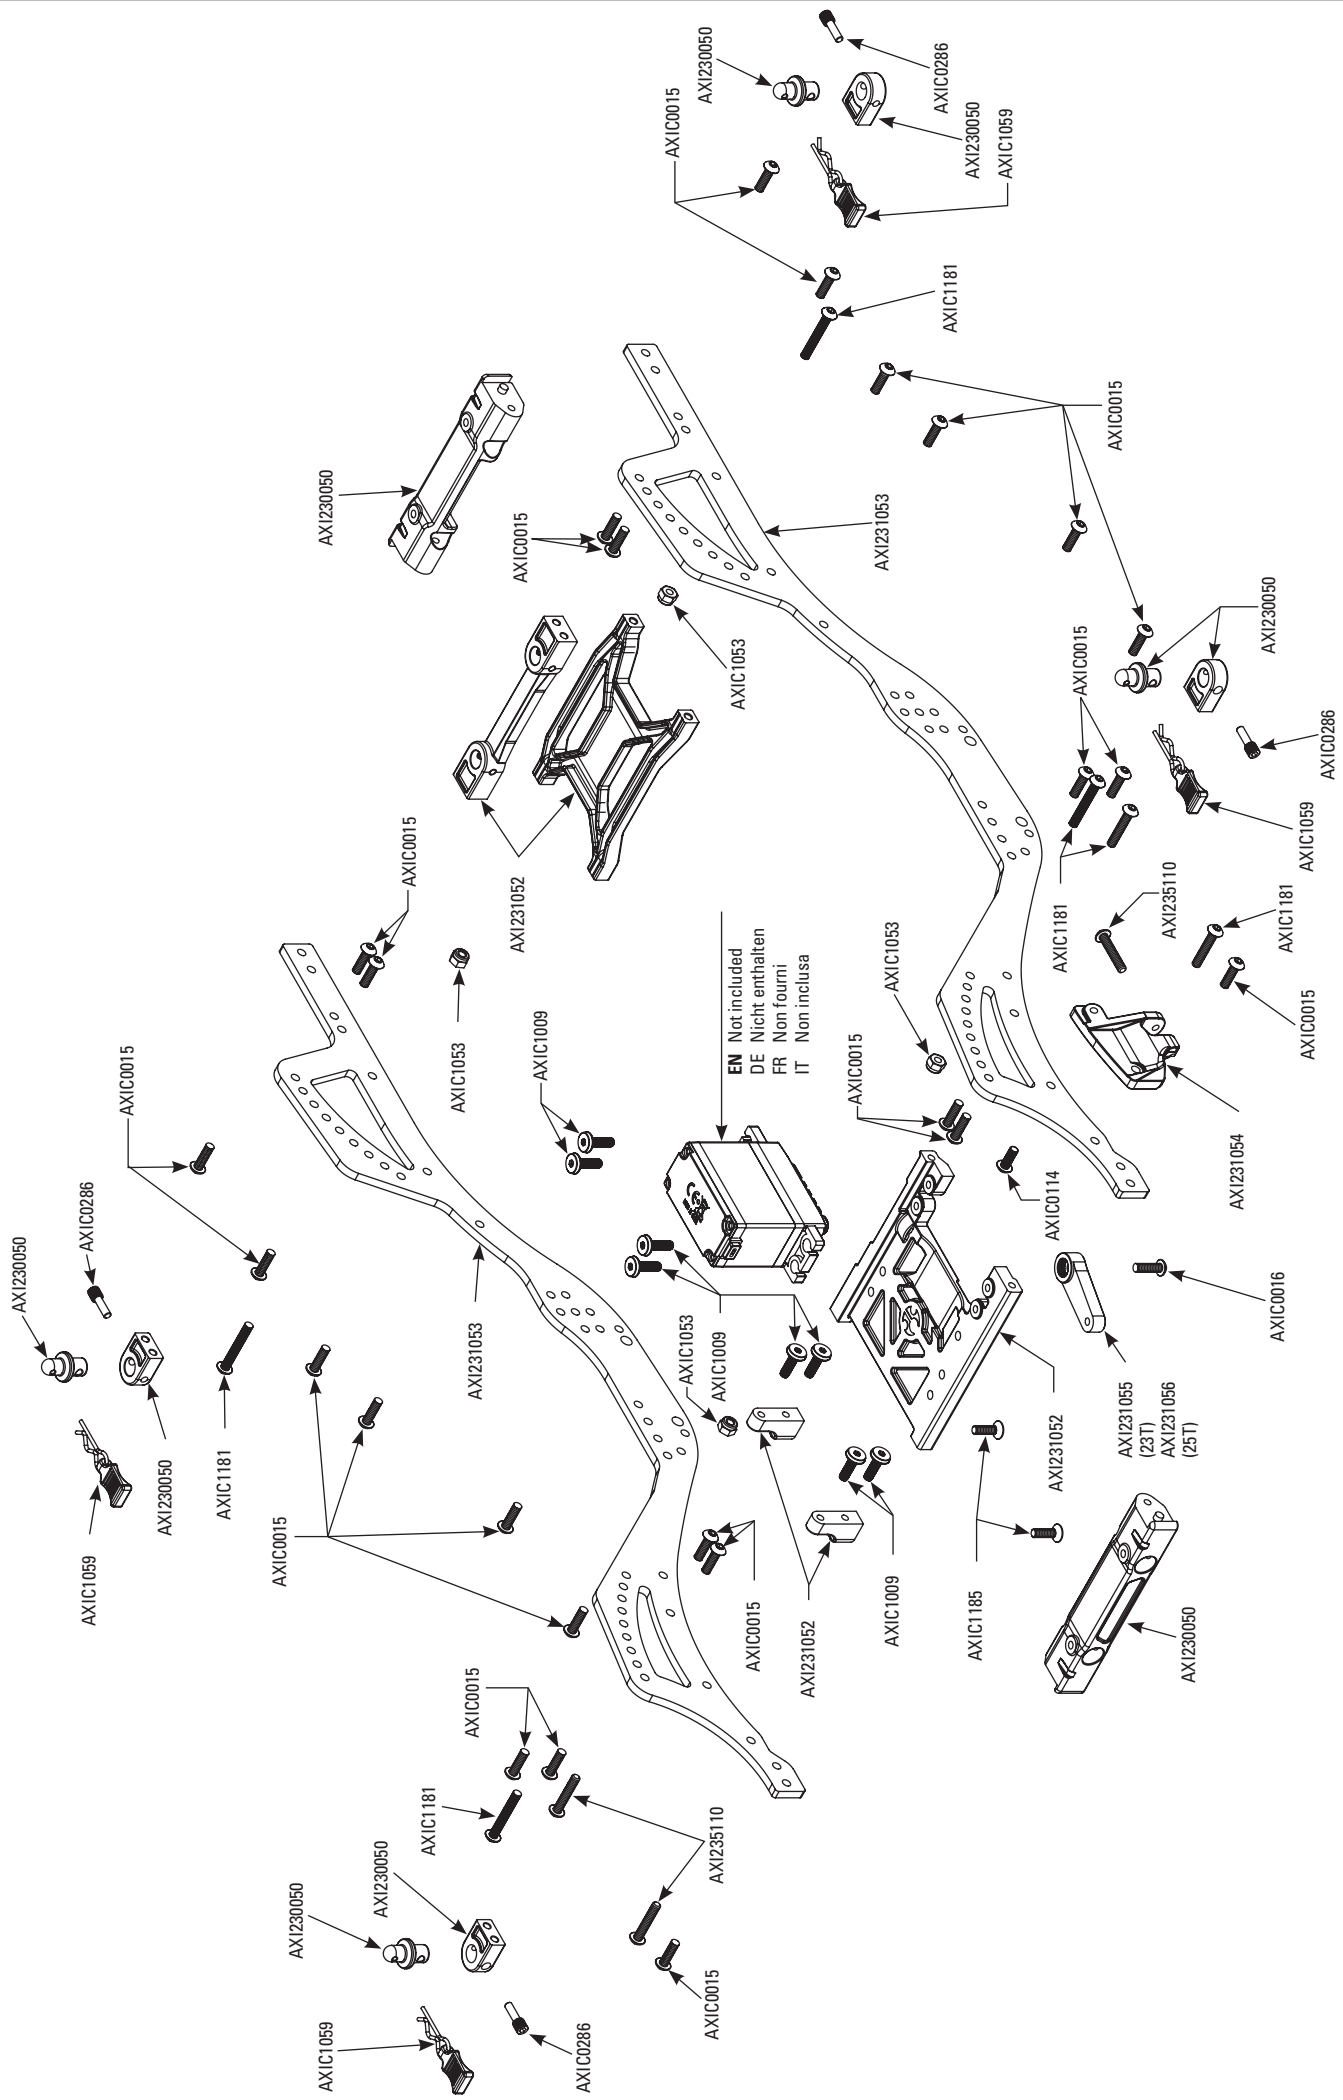 AXIC0286
AXI230050
AXIC0015
AXI230050
AXIC1059
AXIC1181
AXIC0015
AXI230050
AXIC0015
AXI231053
AXIC1053
AXIC0015
AXI230050
AXIC0286
AXIC1059
AXIC1181
AXI235110
AXIC1181
AXIC0015
AXI231052
AXIC0015
AXIC1053
AXIC1009
EN Not included
DE Nicht enthalten
FR Non fourni
IT Non inclusa
AXIC1053
AXIC0015
AXI231054
AXIC0114
AXIC0016
AXI231055
(23T)
AXI231056
(25T)
AXI231052
AXIC1053
AXIC1009
AXIC0015
AXIC0286
AXI230050
AXI231053
AXI230050
AXIC1181
AXIC1059
AXIC0015
AXIC0015
AXI231052
AXIC1009
AXIC1185
AXI230050
AXIC0015
AXIC1181
AXI235110
AXI230050
AXI230050
AXIC0015
AXIC1059
AXIC0286